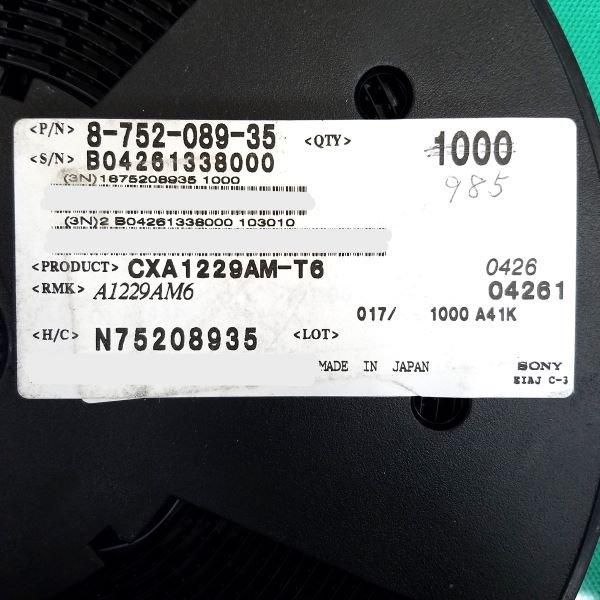 <P/N> 8-752-089-35 <QTY> 1000
<S/N> B04261338000 985
(3N)1875208935 1000
(3N)2 B04261338000 103010
<PRODUCT> CXA1229AM-T6 0426
<RMK> A1229AM6 04261
017/ 1000 A41K
<H/C> N75208935 <LOT>
MADE IN JAPAN SONY
EIAJ C-3